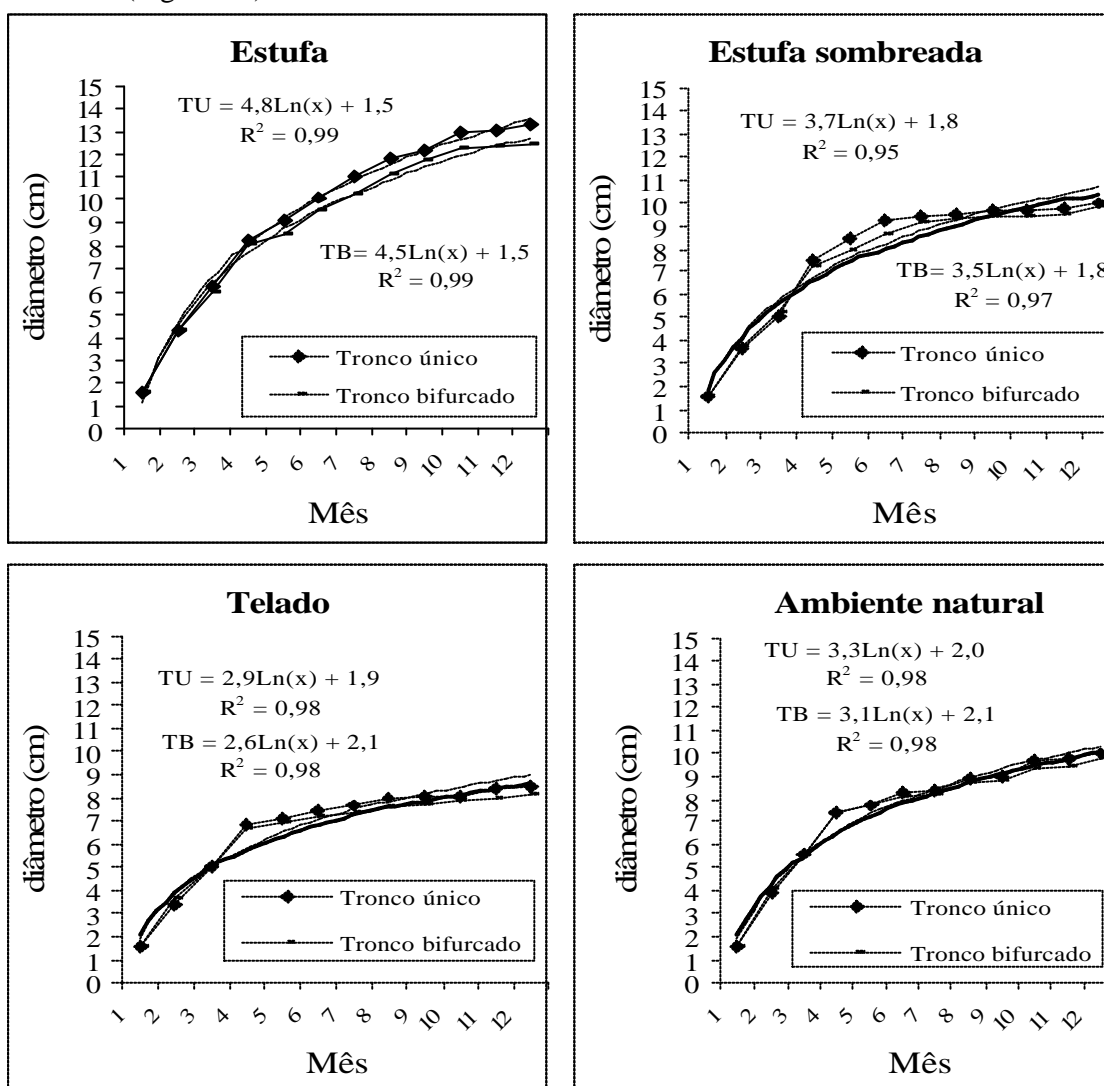 Estufa
15
14
13
12
11
10
9
8
7
6
5
4
3
2
1
0
diâmetro (cm)
TU = 4,8Ln(x) + 1,5
R² = 0,99
TB= 4,5Ln(x) + 1,5
R² = 0,99
Tronco único
Tronco bifurcado
1 2 3 4 5 6 7 8 9 10 11 12
Mês
Estufa sombreada
15
14
13
12
11
10
9
8
7
6
5
4
3
2
1
0
diâmetro (cm)
TU = 3,7Ln(x) + 1,8
R² = 0,95
TB= 3,5Ln(x) + 1,8
R² = 0,97
Tronco único
Tronco bifurcado
1 2 3 4 5 6 7 8 9 10 11 12
Mês
Telado
15
14
13
12
11
10
9
8
7
6
5
4
3
2
1
0
diâmetro (cm)
TU = 2,9Ln(x) + 1,9
R² = 0,98
TB = 2,6Ln(x) + 2,1
R² = 0,98
Tronco único
Tronco bifurcado
1 2 3 4 5 6 7 8 9 10 11 12
Mês
Ambiente natural
15
14
13
12
11
10
9
8
7
6
5
4
3
2
1
0
diâmetro (cm)
TU = 3,3Ln(x) + 2,0
R² = 0,98
TB = 3,1Ln(x) + 2,1
R² = 0,98
Tronco único
Tronco bifurcado
1 2 3 4 5 6 7 8 9 10 11 12
Mês